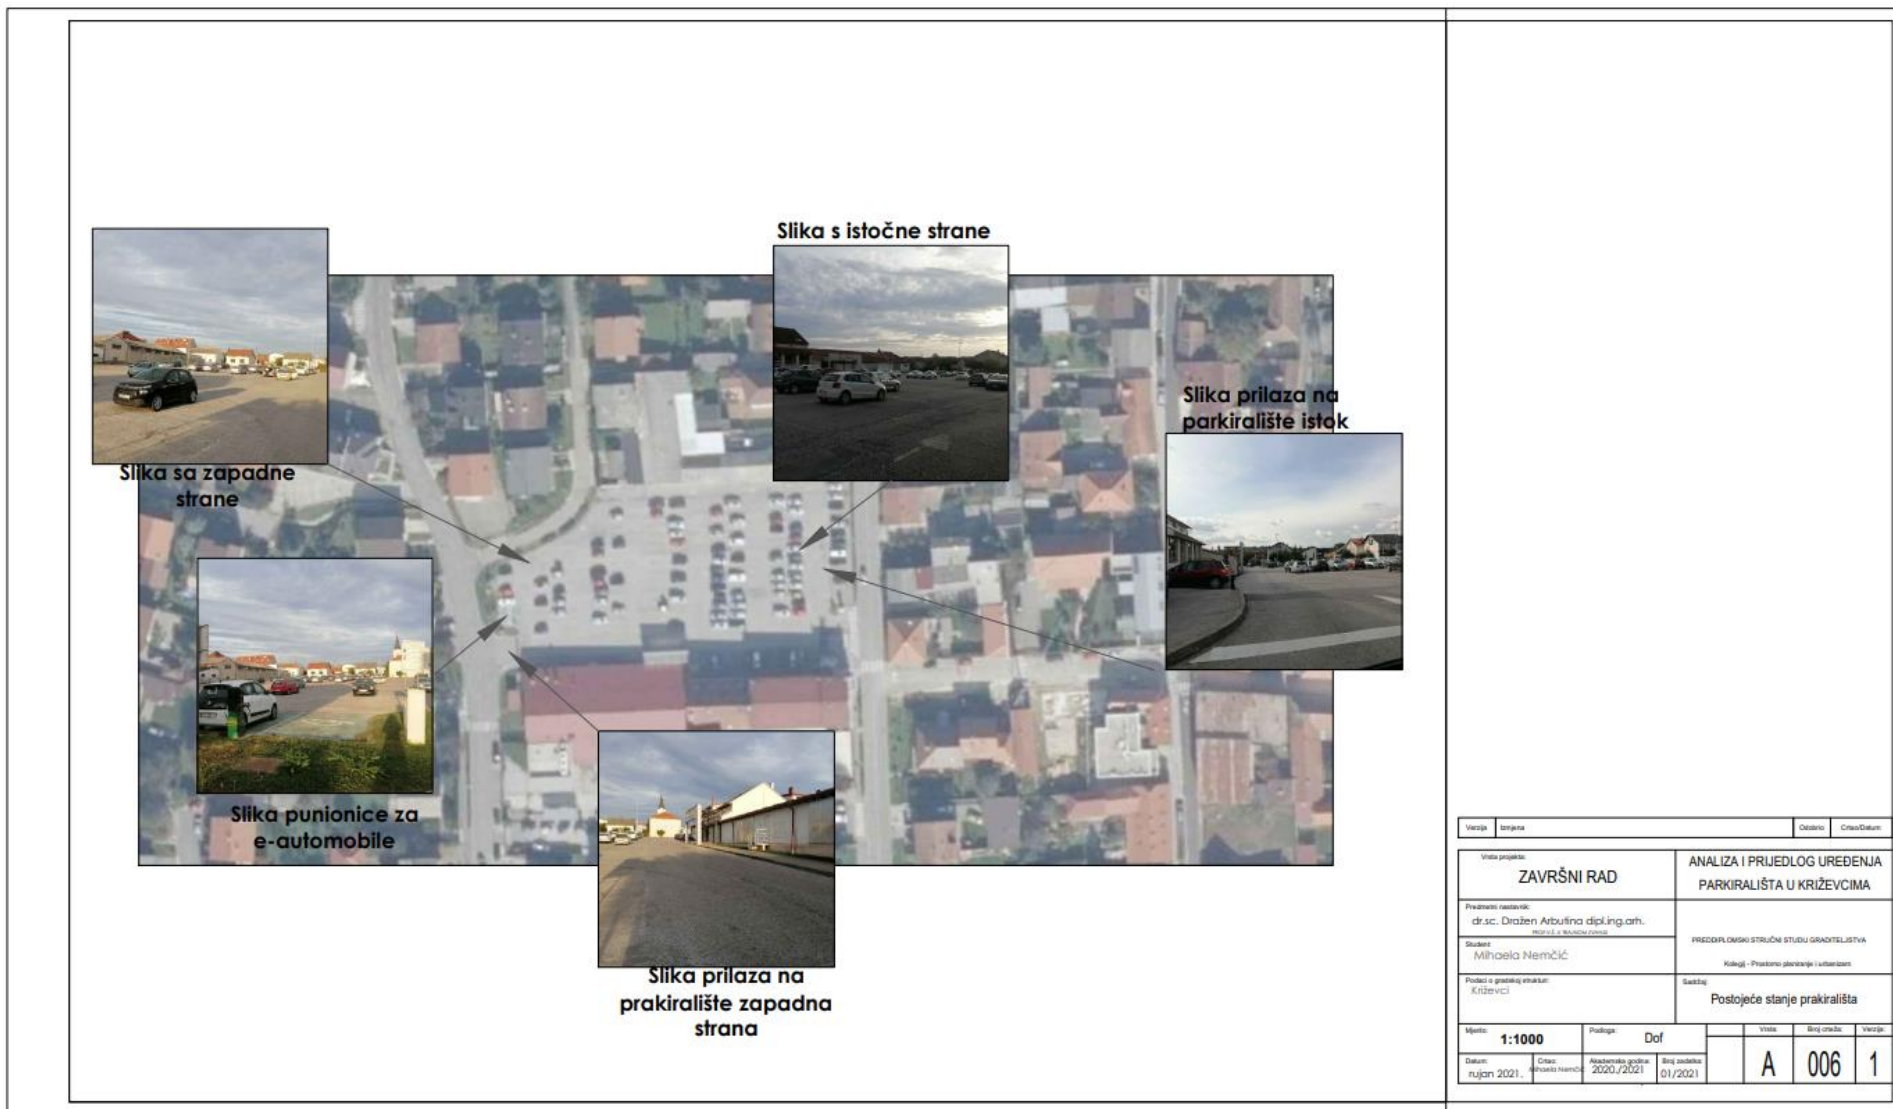 Slika s istočne strane
Slika prilaza na
parkiralište istok
Slika sa zapadne
strane
Slika punionice za
e-automobile
Slika prilaza na
prakiralište zapadna
strana
Verzija Izmjena Odobrio Crtao/Datum:
Vrsta projekta:
ZAVRŠNI RAD
ANALIZA I PRIJEDLOG UREĐENJA
PARKIRALIŠTA U KRIŽEVCIMA
Predmetni nastavnik:
dr.sc. Dražen Arbutina dipl.ing.arh.
Student:
Mihaela Nemčić
PREDDIPLOMSKI STRUČNI STUDIJ GRADITELJSTVA
Kolegij - Prostorno planiranje i urbanizam
Podaci o gradskoj strukturi:
Križevci
Sadržaj:
Postojeće stanje prakirališta
Mjerilo:
1:1000
Podloga:
Dof
Vrsta:
A
Broj crteža:
006
Verzija:
1
Datum:
rujan 2021.
Crtao:
Mihaela Nemčić
Akademska godina:
2020./2021
Broj zadatka:
01/2021